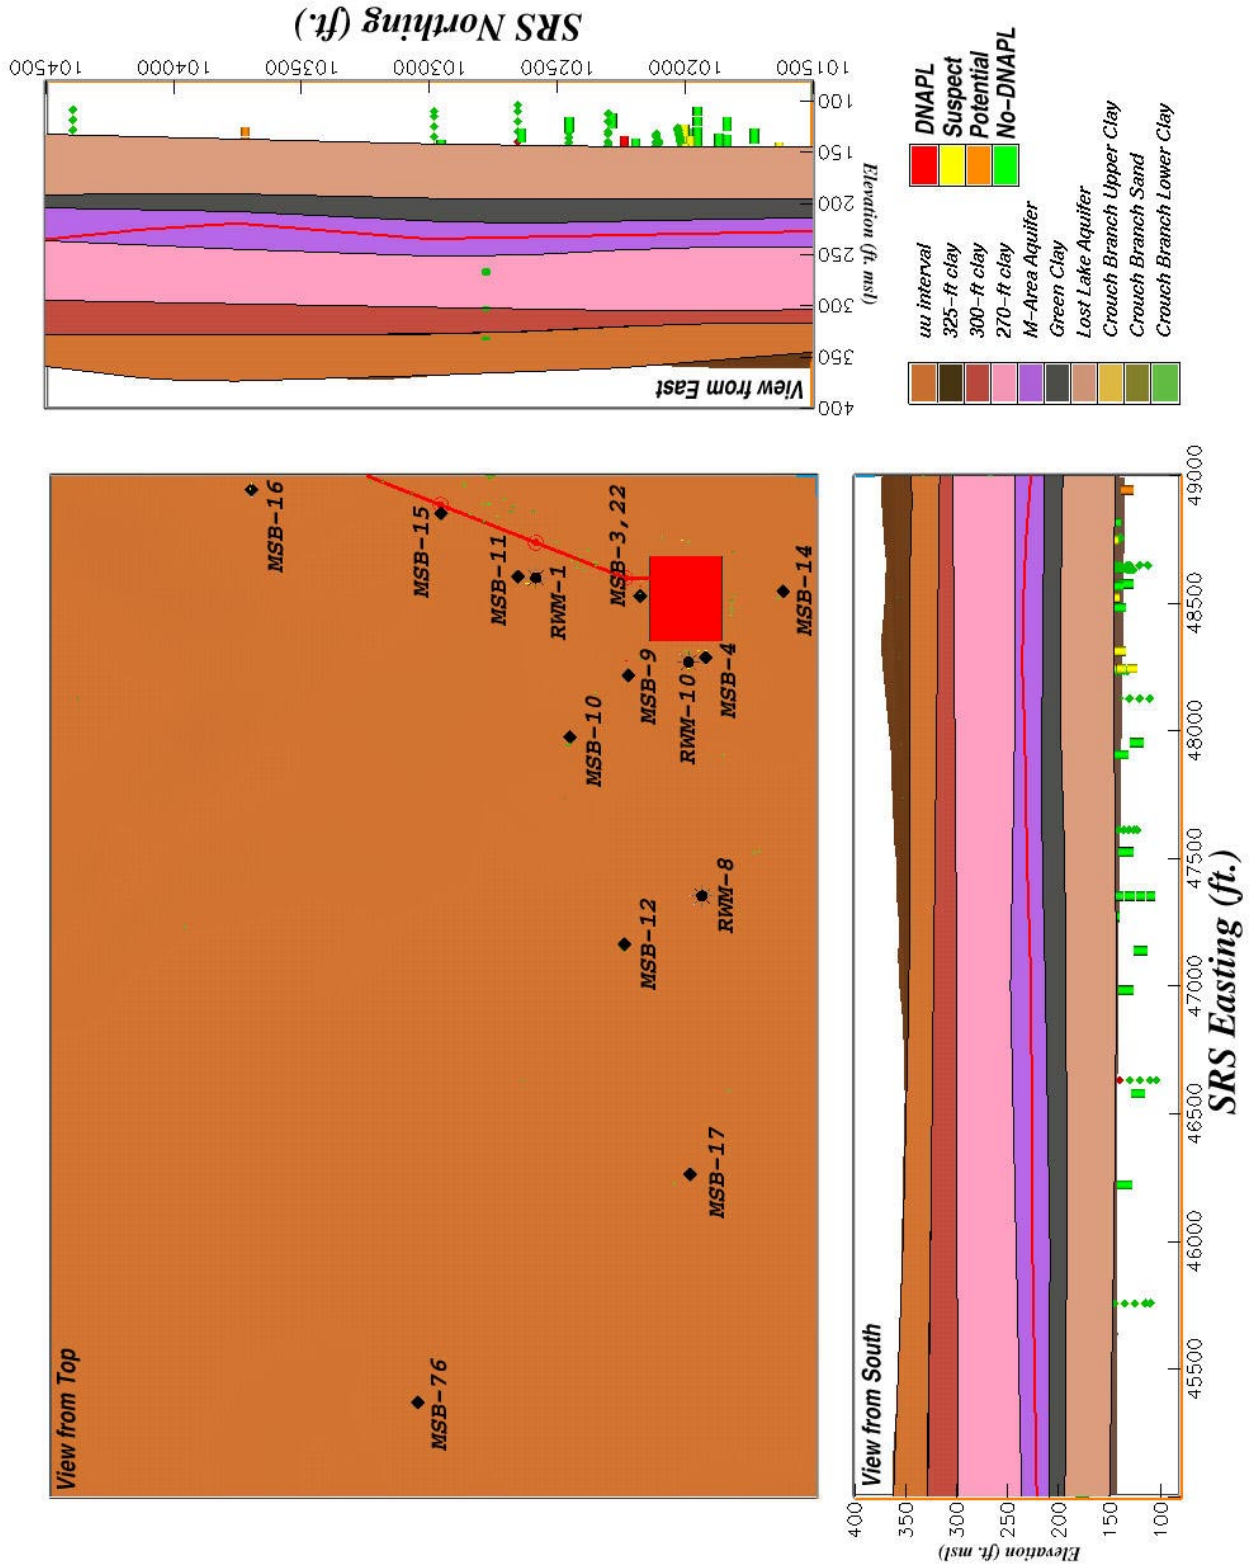 View from Top
MSB-76
MSB-17
MSB-12
RWM-8
MSB-10
MSB-9
RWM-10
MSB-4
MSB-3,22
MSB-14
MSB-11
RWM-1
MSB-15
MSB-16
SRS Northing (ft.)
104500
104000
103500
103000
102500
102000
101500
100
150
200
250
300
350
400
Elevation (ft. msl)
View from East
View from South
400
350
300
250
200
150
100
Elevation (ft. msl)
45500
46000
46500
47000
47500
48000
48500
49000
SRS Easting (ft.)
uu interval
325-ft clay
300-ft clay
270-ft clay
M-Area Aquifer
Green Clay
Lost Lake Aquifer
Crouch Branch Upper Clay
Crouch Branch Sand
Crouch Branch Lower Clay
DNAPL
Suspect
Potential
No-DNAPL